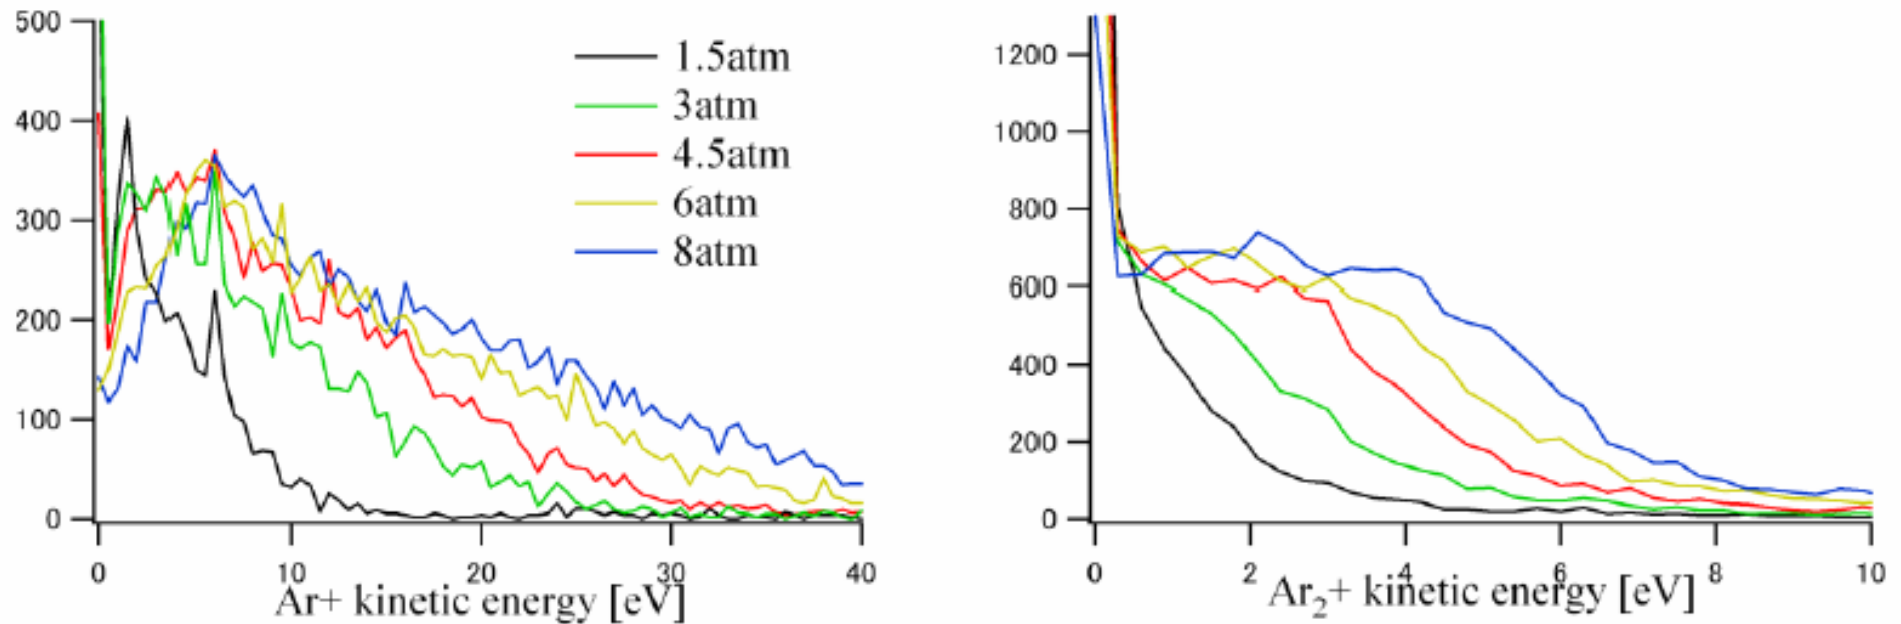 500
400
300
200
100
0
0 10 20 30 40
Ar+ kinetic energy [eV]
1.5atm
3atm
4.5atm
6atm
8atm
1200
1000
800
600
400
200
0
0 2 4 6 8 10
Ar₂+ kinetic energy [eV]